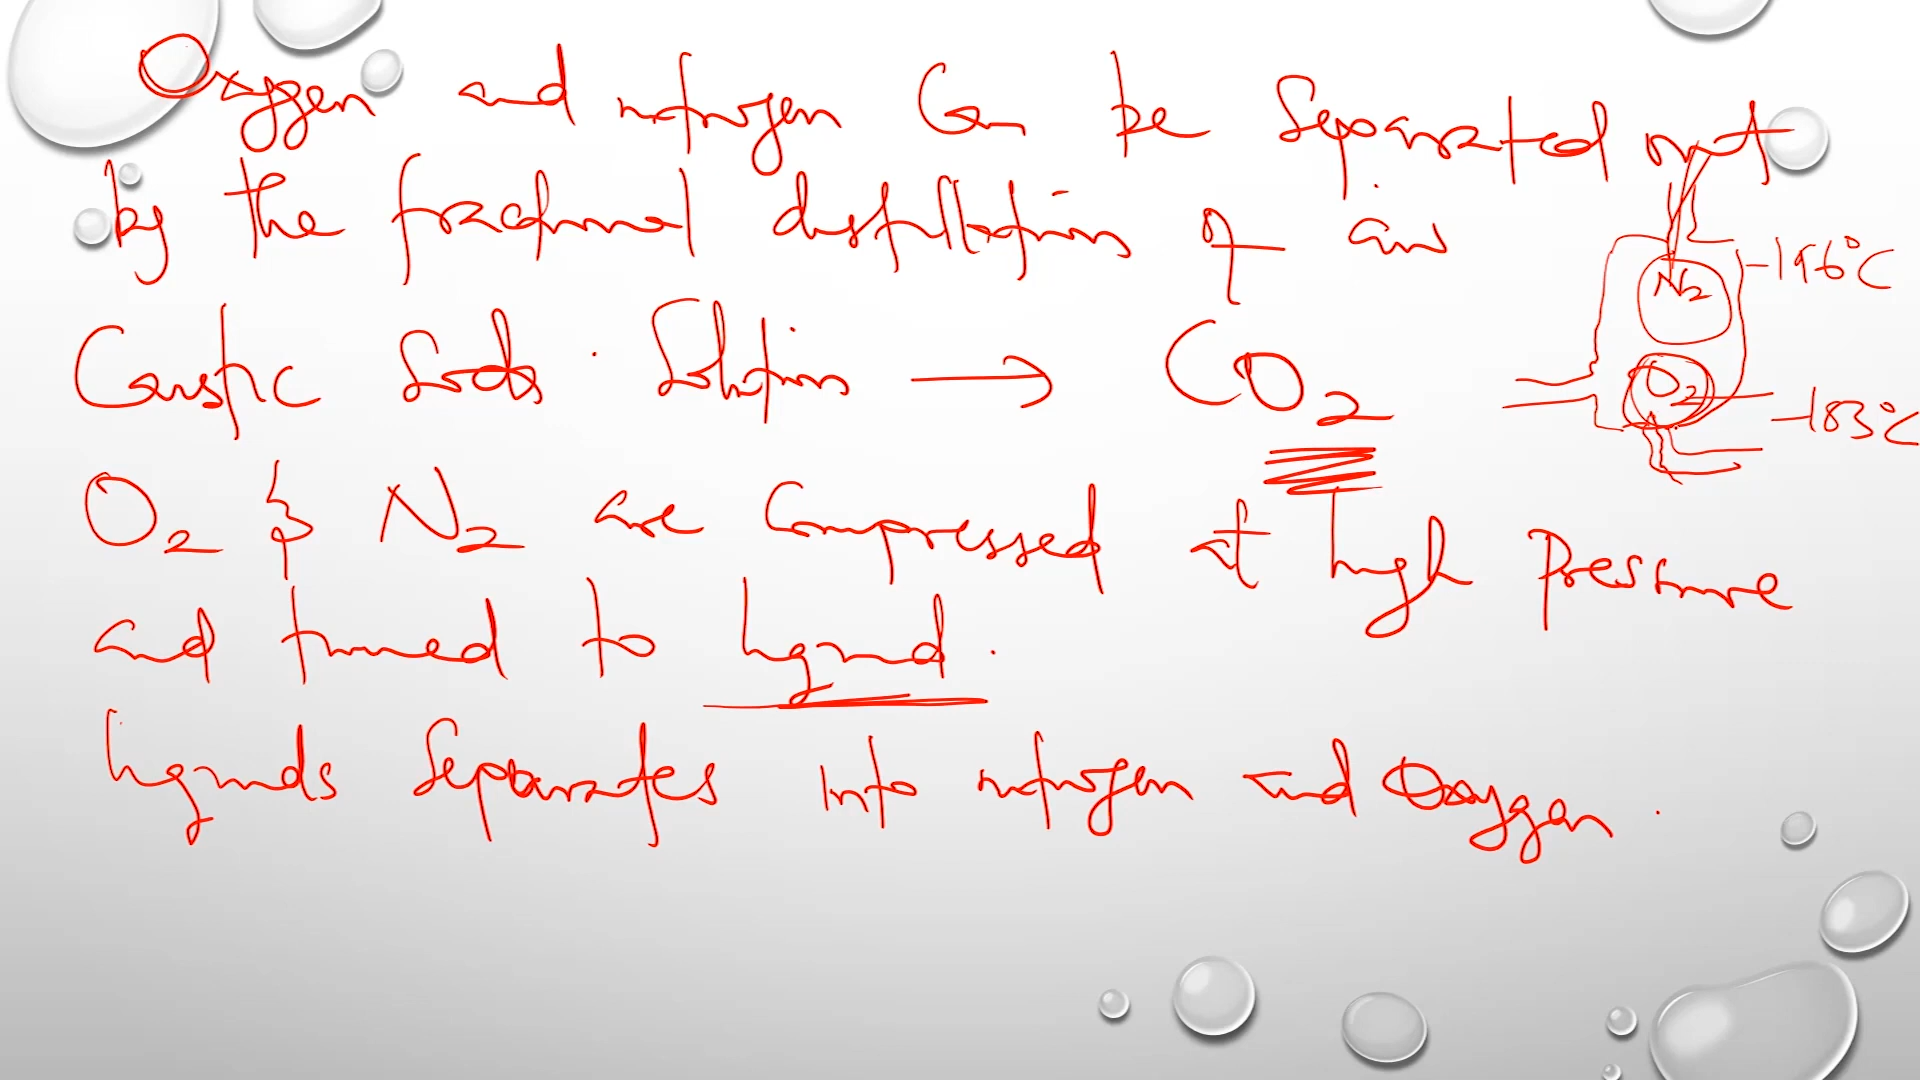 Oxygen and nitrogen Can be Separated out
by the fractional distillation of air
Caustic Soda Solution → CO₂
O₂ & N₂ are Compressed at high Pressure
and turned to liquid.
liquids Separates into nitrogen and Oxygen.
N₂ -196°C
O₂ -183°C